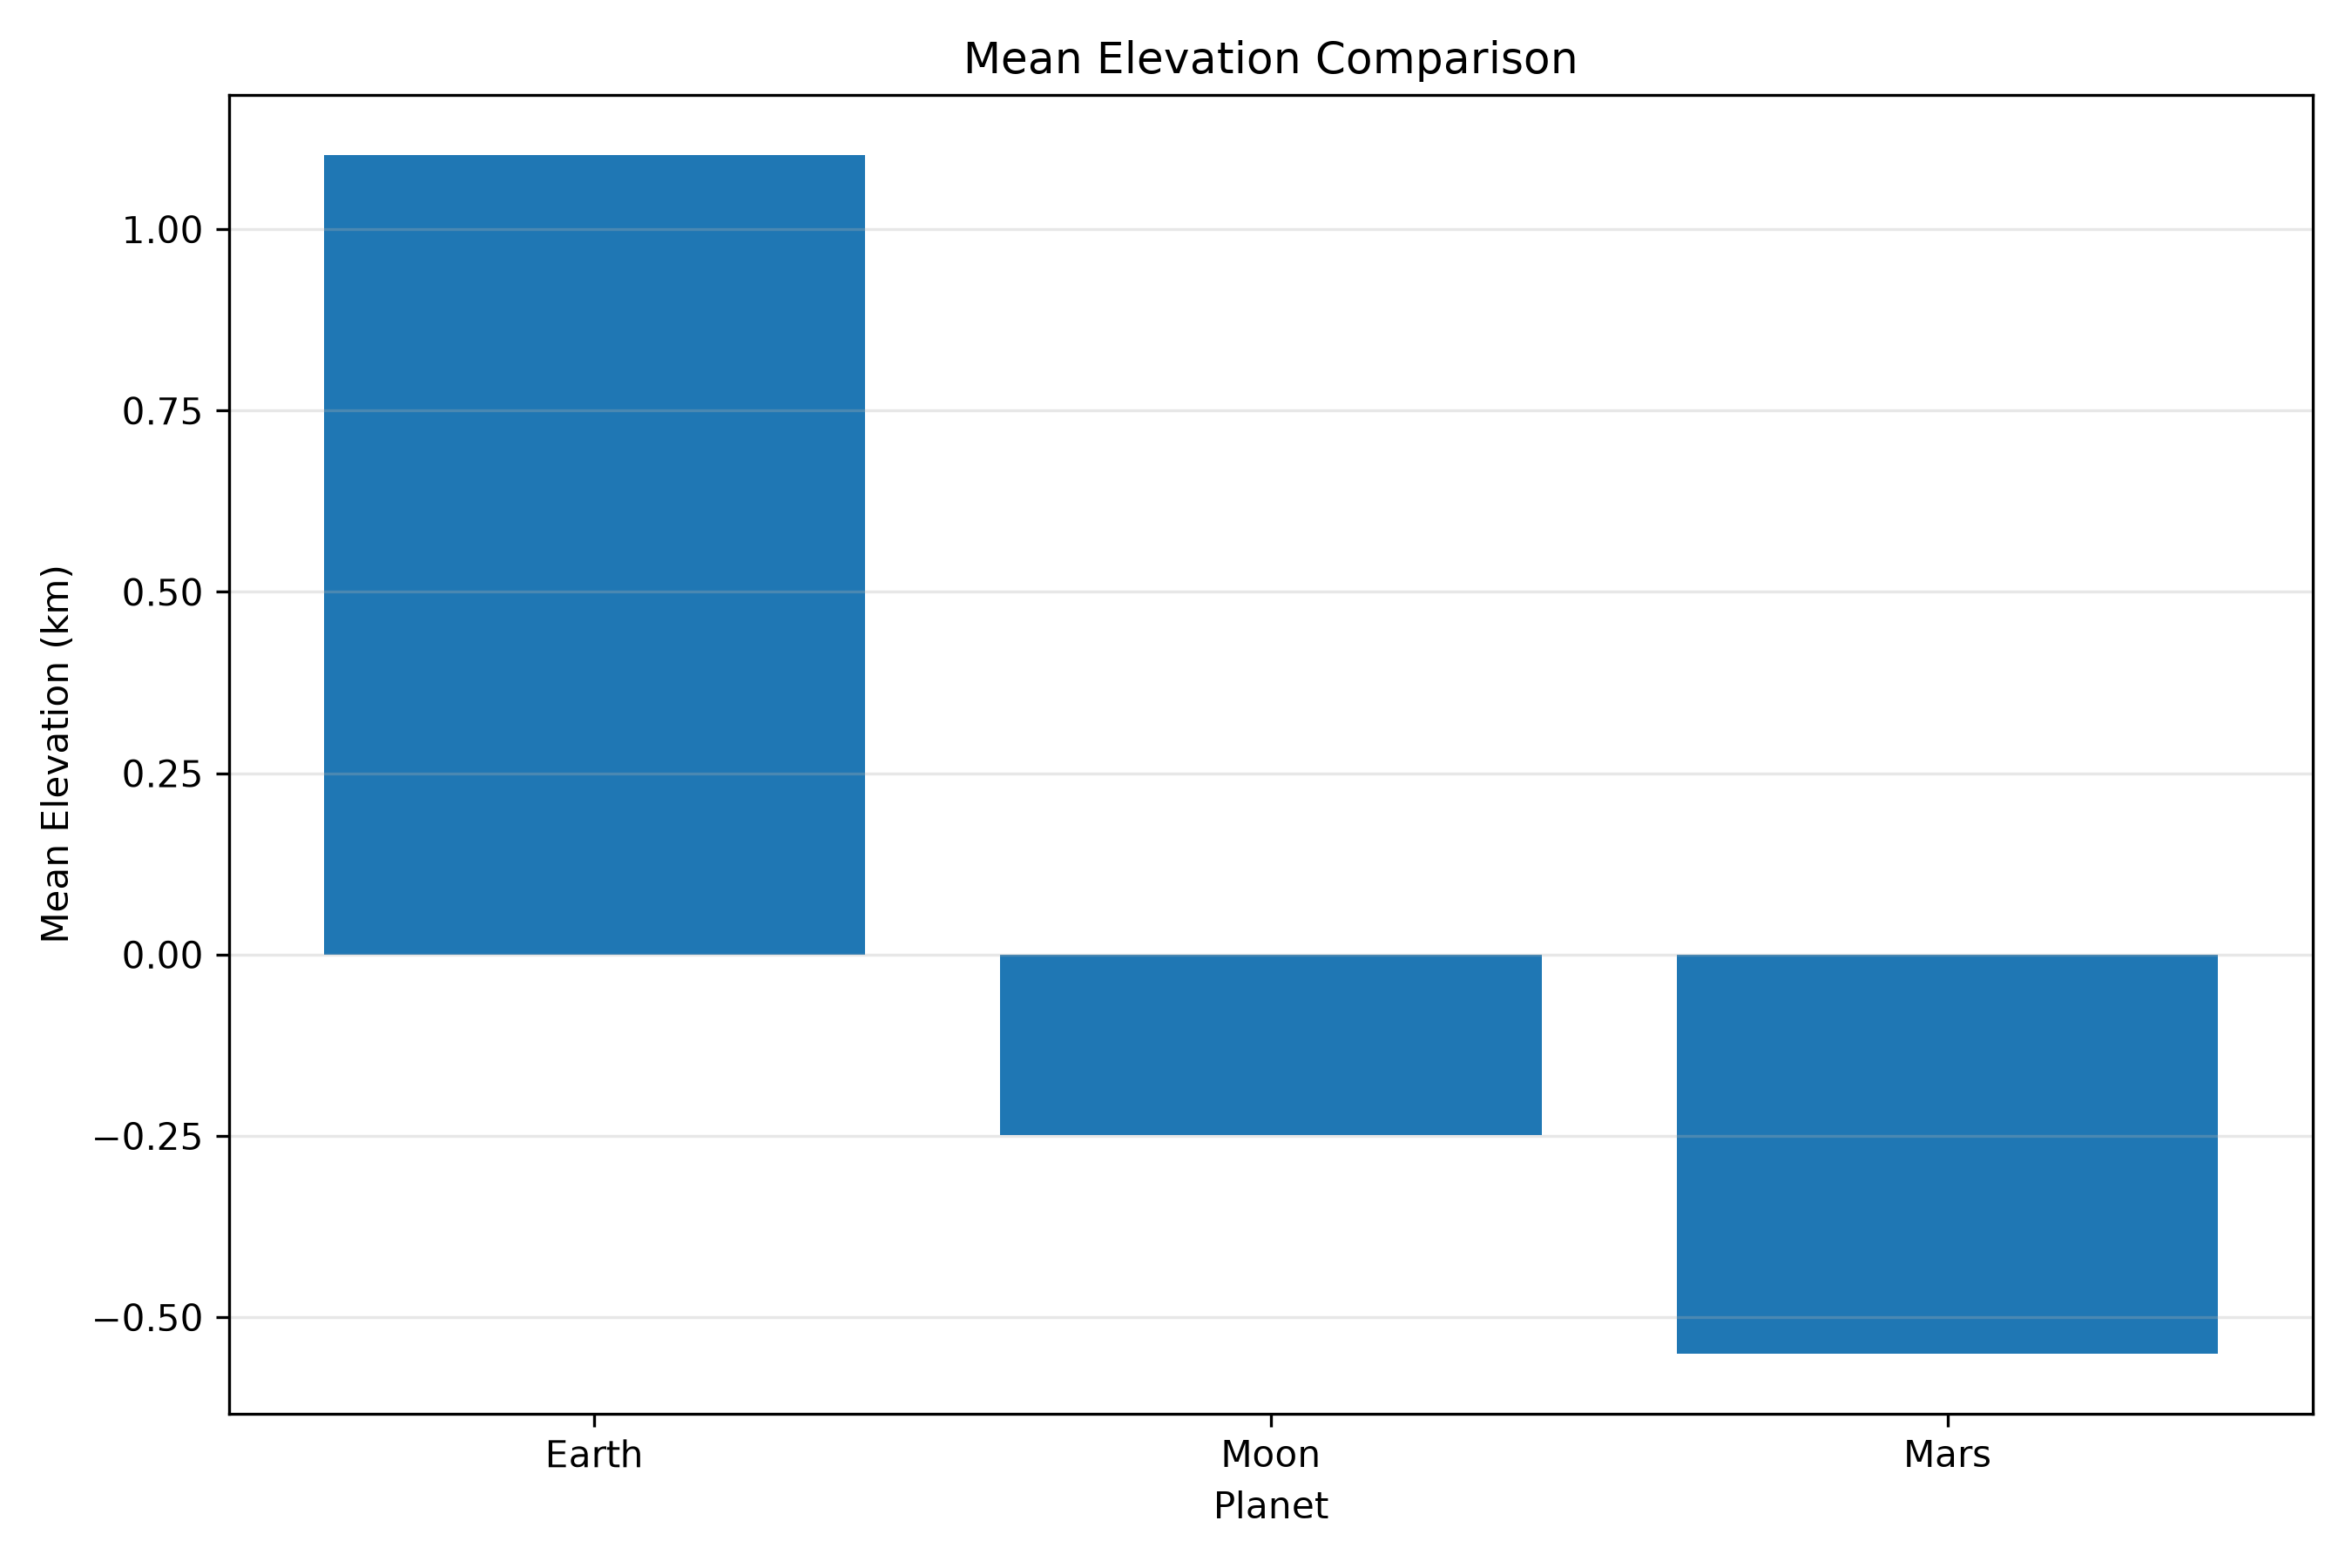 Mean Elevation Comparison
Mean Elevation (km)
1.00
0.75
0.50
0.25
0.00
−0.25
−0.50
Earth
Moon
Mars
Planet